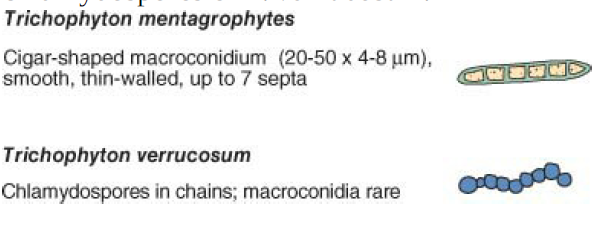 Trichophyton mentagrophytes
Cigar-shaped macroconidium (20-50 x 4-8 µm),
smooth, thin-walled, up to 7 septa
Trichophyton verrucosum
Chlamydospores in chains; macroconidia rare